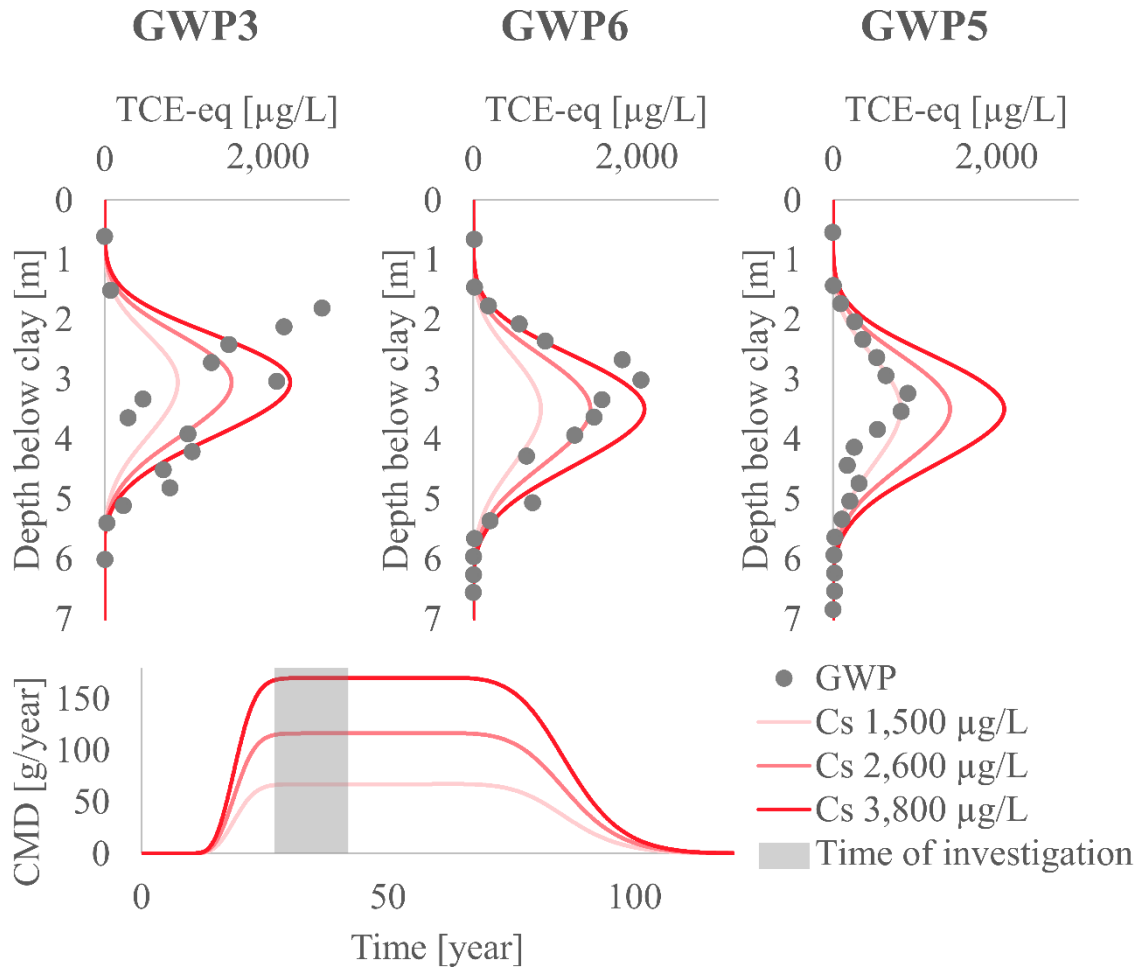 GWP3
GWP6
GWP5
TCE-eq [µg/L]
TCE-eq [µg/L]
TCE-eq [µg/L]
0 2,000
0 2,000
0 2,000
Depth below clay [m]
0
1
2
3
4
5
6
7
Depth below clay [m]
0
1
2
3
4
5
6
7
Depth below clay [m]
0
1
2
3
4
5
6
7
CMD [g/year]
150
100
50
0
0 50 100
Time [year]
GWP
Cs 1,500 µg/L
Cs 2,600 µg/L
Cs 3,800 µg/L
Time of investigation